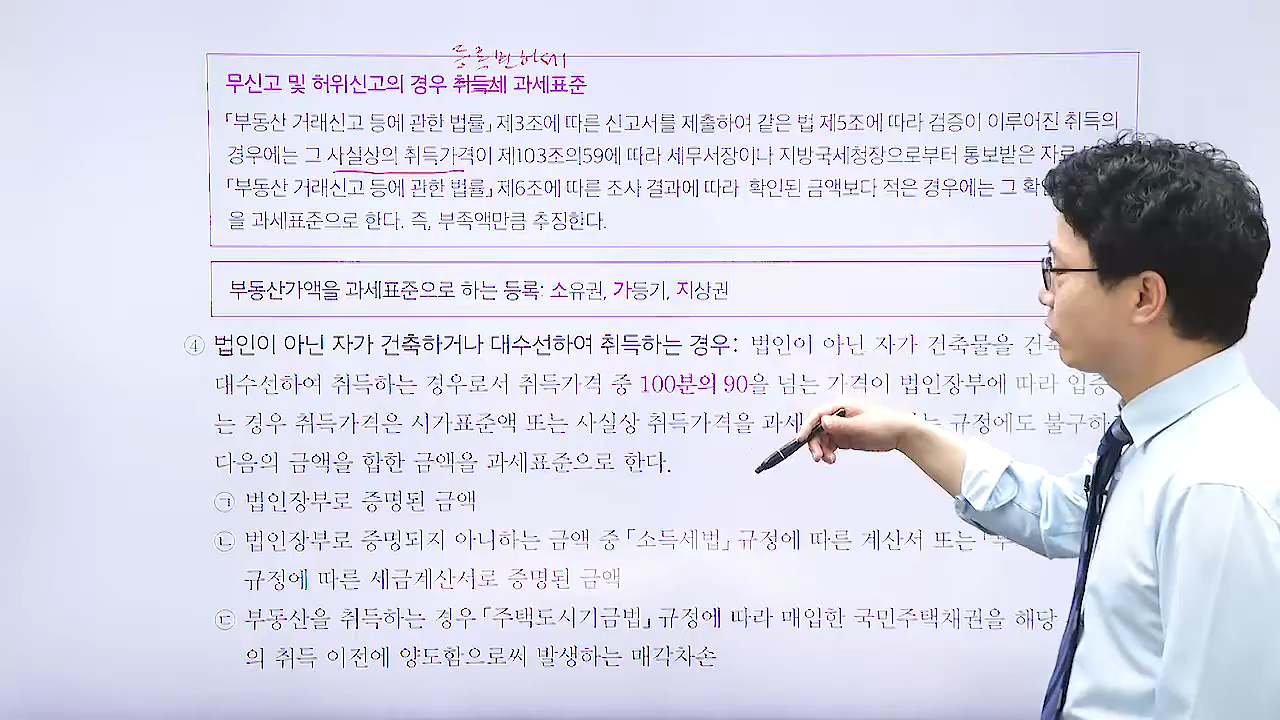 등록면허세
무신고 및 허위신고의 경우 취득세 과세표준
「부동산 거래신고 등에 관한 법률」 제3조에 따른 신고서를 제출하여 같은 법 제5조에 따라 검증이 이루어진 취득의
경우에는 그 사실상의 취득가격이 제103조의59에 따라 세무서장이나 지방국세청장으로부터 통보받은 자료
「부동산 거래신고 등에 관한 법률」 제6조에 따른 조사 결과에 따라 확인된 금액보다 적은 경우에는 그
을 과세표준으로 한다. 즉, 부족액만큼 추징한다.
부동산가액을 과세표준으로 하는 등록: 소유권, 가등기, 지상권
④ 법인이 아닌 자가 건축하거나 대수선하여 취득하는 경우: 법인이 아닌 자가 건축물을
대수선하여 취득하는 경우로서 취득가격 중 100분의 90을 넘는 가격이 법인장부에 따라
는 경우 취득가격은 시가표준액 또는 사실상 취득가격을 규정에도 불구하
다음의 금액을 합한 금액을 과세표준으로 한다.
㉠ 법인장부로 증명된 금액
㉡ 법인장부로 증명되지 아니하는 금액 중 「소득세법」 규정에 따른 계산서 또는
규정에 따른 세금계산서로 증명된 금액
㉢ 부동산을 취득하는 경우 「주택도시기금법」 규정에 따라 매입한 국민주택채권을 해당
의 취득 이전에 양도함으로써 발생하는 매각차손